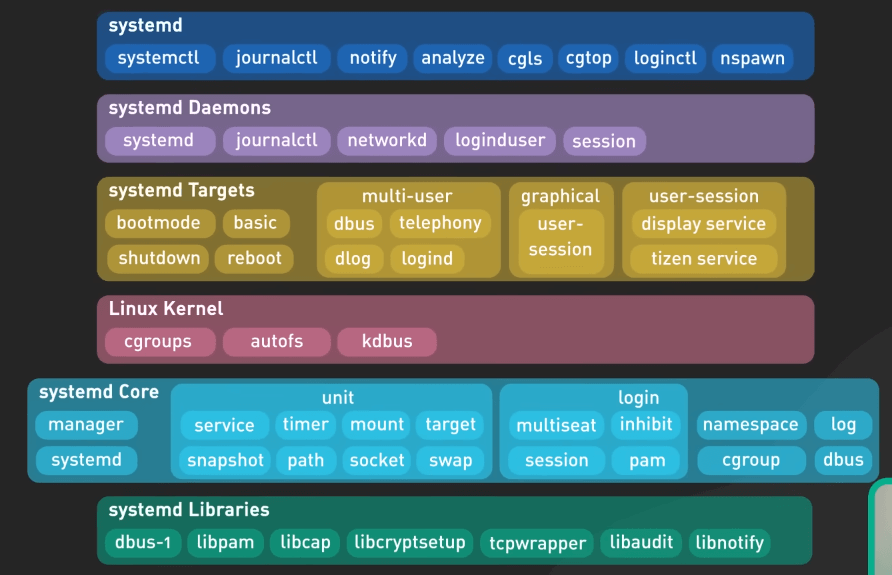 systemd
systemctl journalctl notify analyze cgls cgtop loginctl nspawn
systemd Daemons
systemd journalctl networkd loginduser session
systemd Targets
bootmode basic
shutdown reboot
multi-user
dbus telephony
dlog logind
graphical
user-
session
user-session
display service
tizen service
Linux Kernel
cgroups autofs kdbus
systemd Core
manager
systemd
unit
service timer mount target
snapshot path socket swap
login
multiseat inhibit
session pam
namespace log
cgroup dbus
systemd Libraries
dbus-1 libpam libcap libcryptsetup tcpwrapper libaudit libnotify